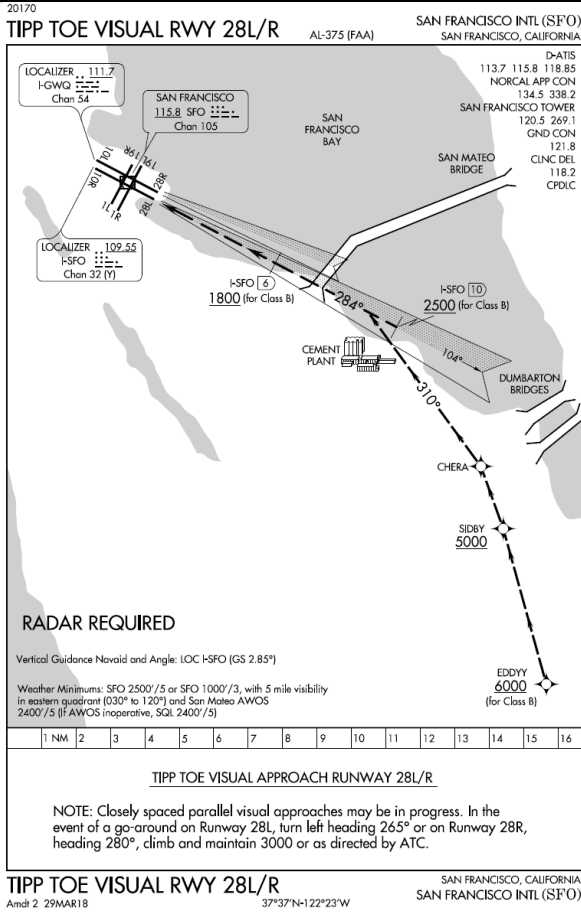 20170
TIPP TOE VISUAL RWY 28L/R
AL-375 (FAA)
SAN FRANCISCO INTL (SFO)
SAN FRANCISCO, CALIFORNIA
D-ATIS
113.7 115.8 118.85
NORCAL APP CON
134.5 338.2
SAN FRANCISCO TOWER
120.5 269.1
GND CON
121.8
CLNC DEL
118.2
CPDLC
LOCALIZER 111.7
I-GWQ
Chan 54
SAN FRANCISCO
115.8 SFO
Chan 105
SAN
FRANCISCO
BAY
SAN MATEO
BRIDGE
10L
10R
19R
19L
28R
28L
1L
1R
LOCALIZER 109.55
I-SFO
Chan 32 (Y)
I-SFO 6
1800 (for Class B)
284°
I-SFO 10
2500 (for Class B)
104°
CEMENT
PLANT
DUMBARTON
BRIDGES
310°
CHERA
SIDBY
5000
EDDYY
6000
(for Class B)
RADAR REQUIRED
Vertical Guidance Navaid and Angle: LOC I-SFO (GS 2.85°)
Weather Minimums: SFO 2500'/5 or SFO 1000'/3, with 5 mile visibility
in eastern quadrant (030° to 120°) and San Mateo AWOS
2400'/5 (If AWOS inoperative, SQL 2400'/5)
1 NM 2 3 4 5 6 7 8 9 10 11 12 13 14 15 16
TIPP TOE VISUAL APPROACH RUNWAY 28L/R
NOTE: Closely spaced parallel visual approaches may be in progress. In the
event of a go-around on Runway 28L, turn left heading 265° or on Runway 28R,
heading 280°, climb and maintain 3000 or as directed by ATC.
TIPP TOE VISUAL RWY 28L/R
Amdt 2 29MAR18
37°37'N-122°23'W
SAN FRANCISCO, CALIFORNIA
SAN FRANCISCO INTL (SFO)